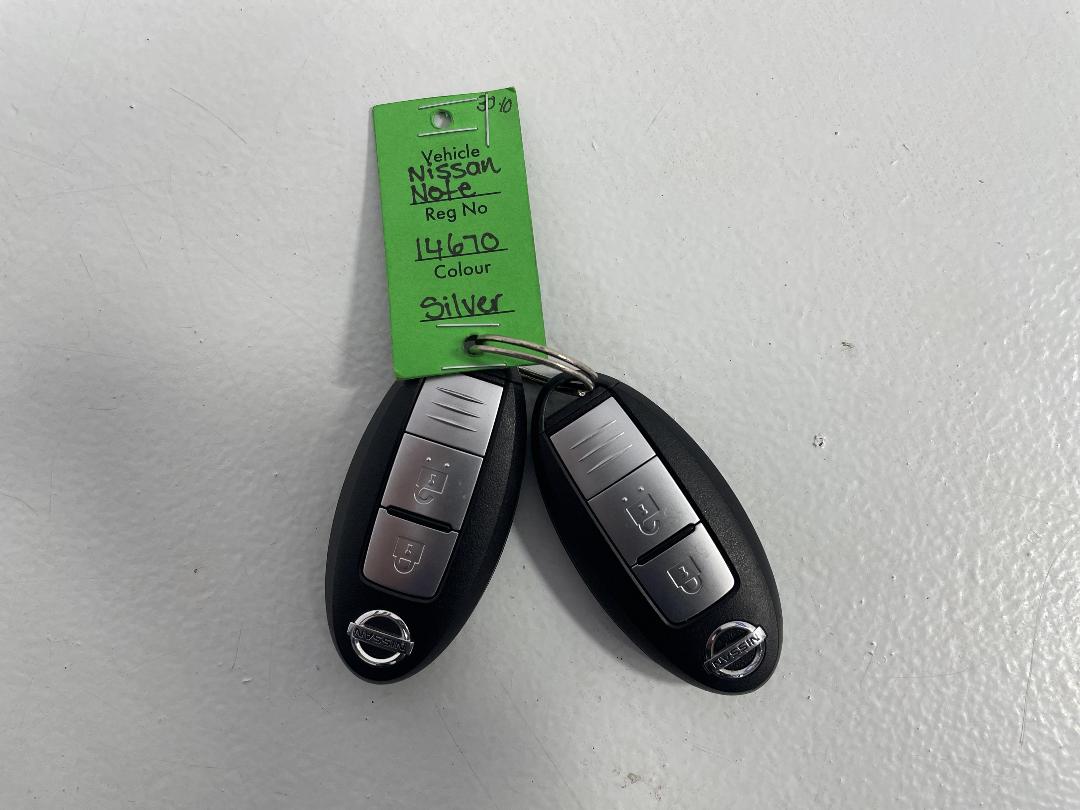 Vehicle
Nissan
Note
Reg No
14670
Colour
Silver
NISSAN
NISSAN